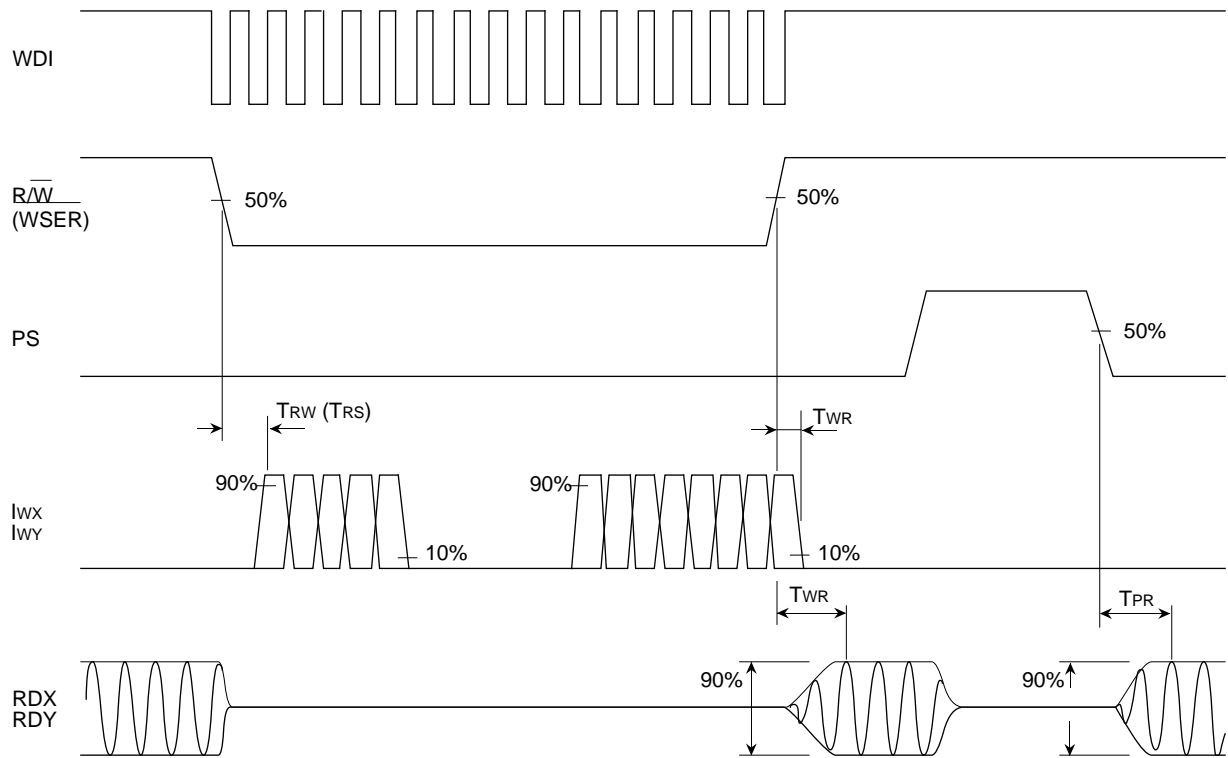 WDI
R/W
(WSER)
50%
50%
PS
50%
TRW (TRS)
TWR
90%
90%
IWX
IWY
10%
10%
TWR
TPR
90%
90%
RDX
RDY